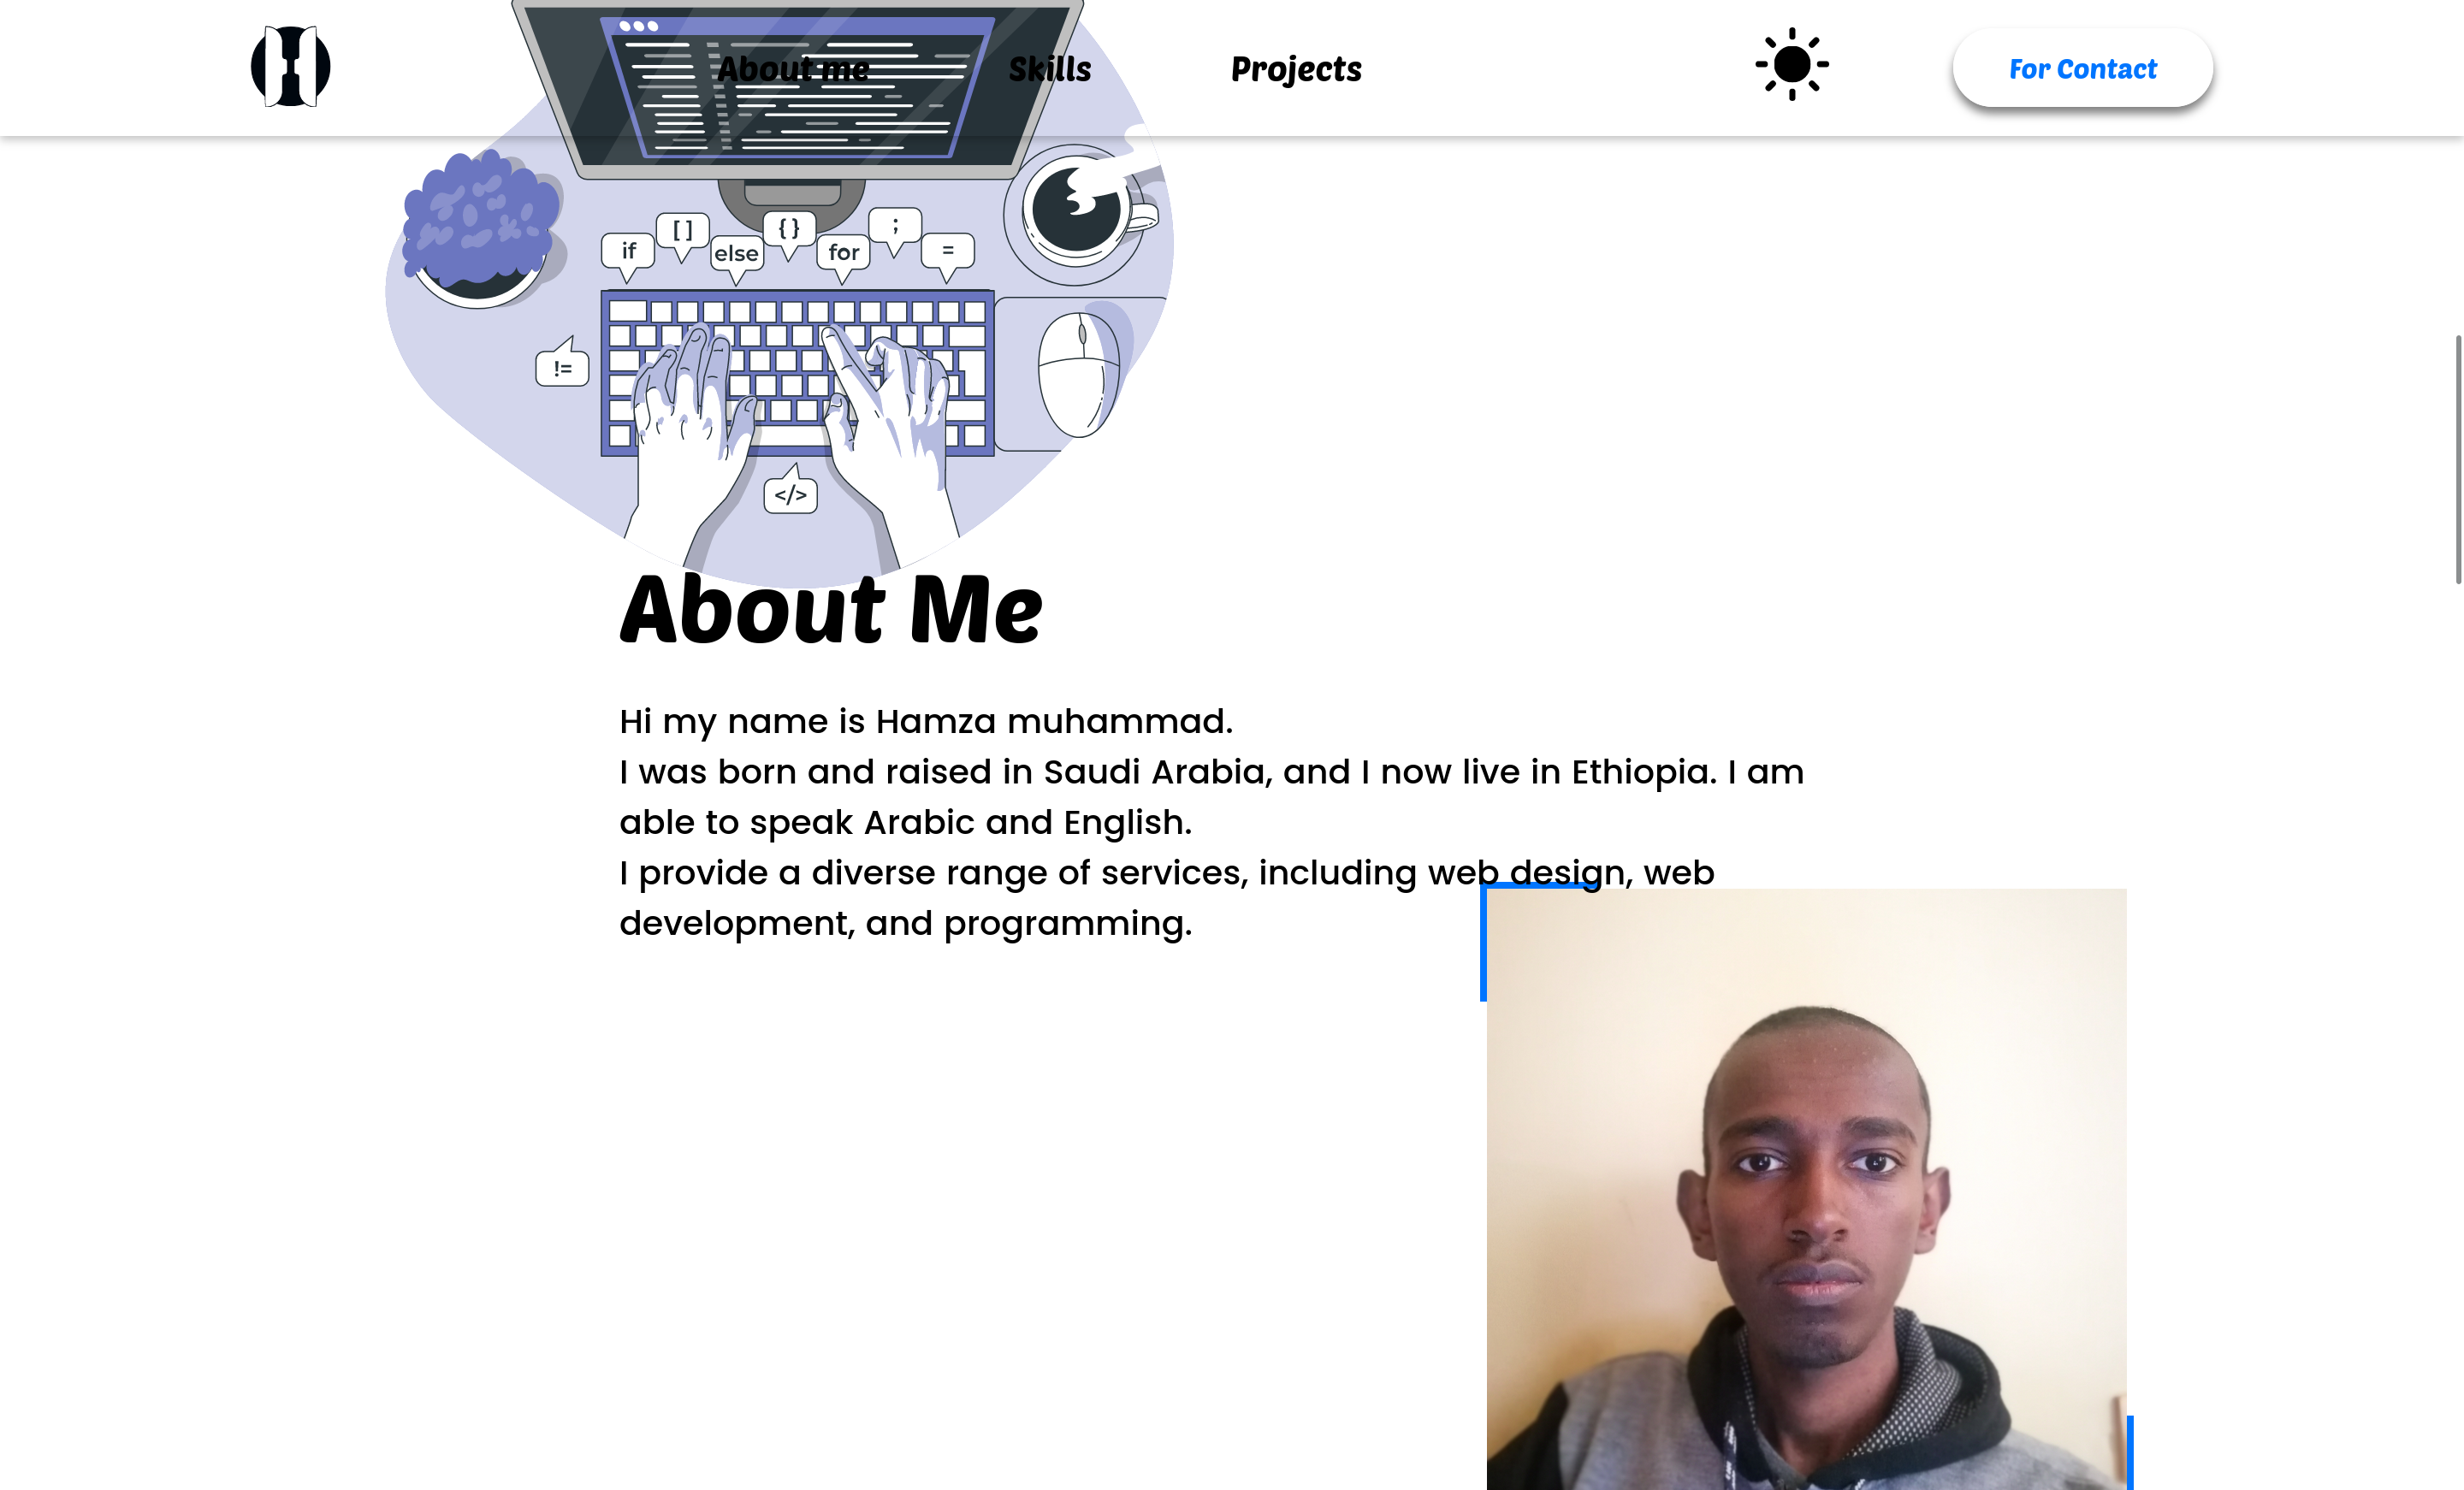 H
About me
Skills
Projects
For Contact
if
[ ]
else
{ }
for
;
=
!=
</>
About Me
Hi my name is Hamza muhammad.
I was born and raised in Saudi Arabia, and I now live in Ethiopia. I am
able to speak Arabic and English.
I provide a diverse range of services, including web design, web
development, and programming.